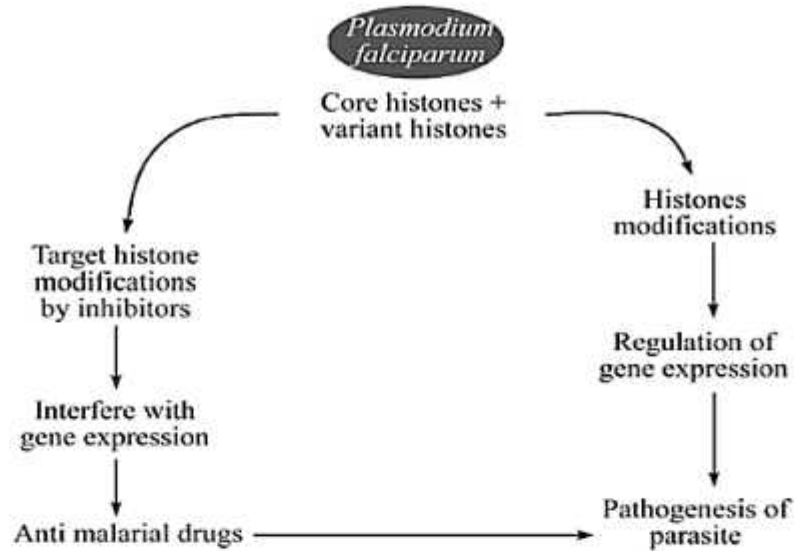 Plasmodium
falciparum
Core histones +
variant histones
Target histone
modifications
by inhibitors
Interfere with
gene expression
Anti malarial drugs
Histones
modifications
Regulation of
gene expression
Pathogenesis of
parasite